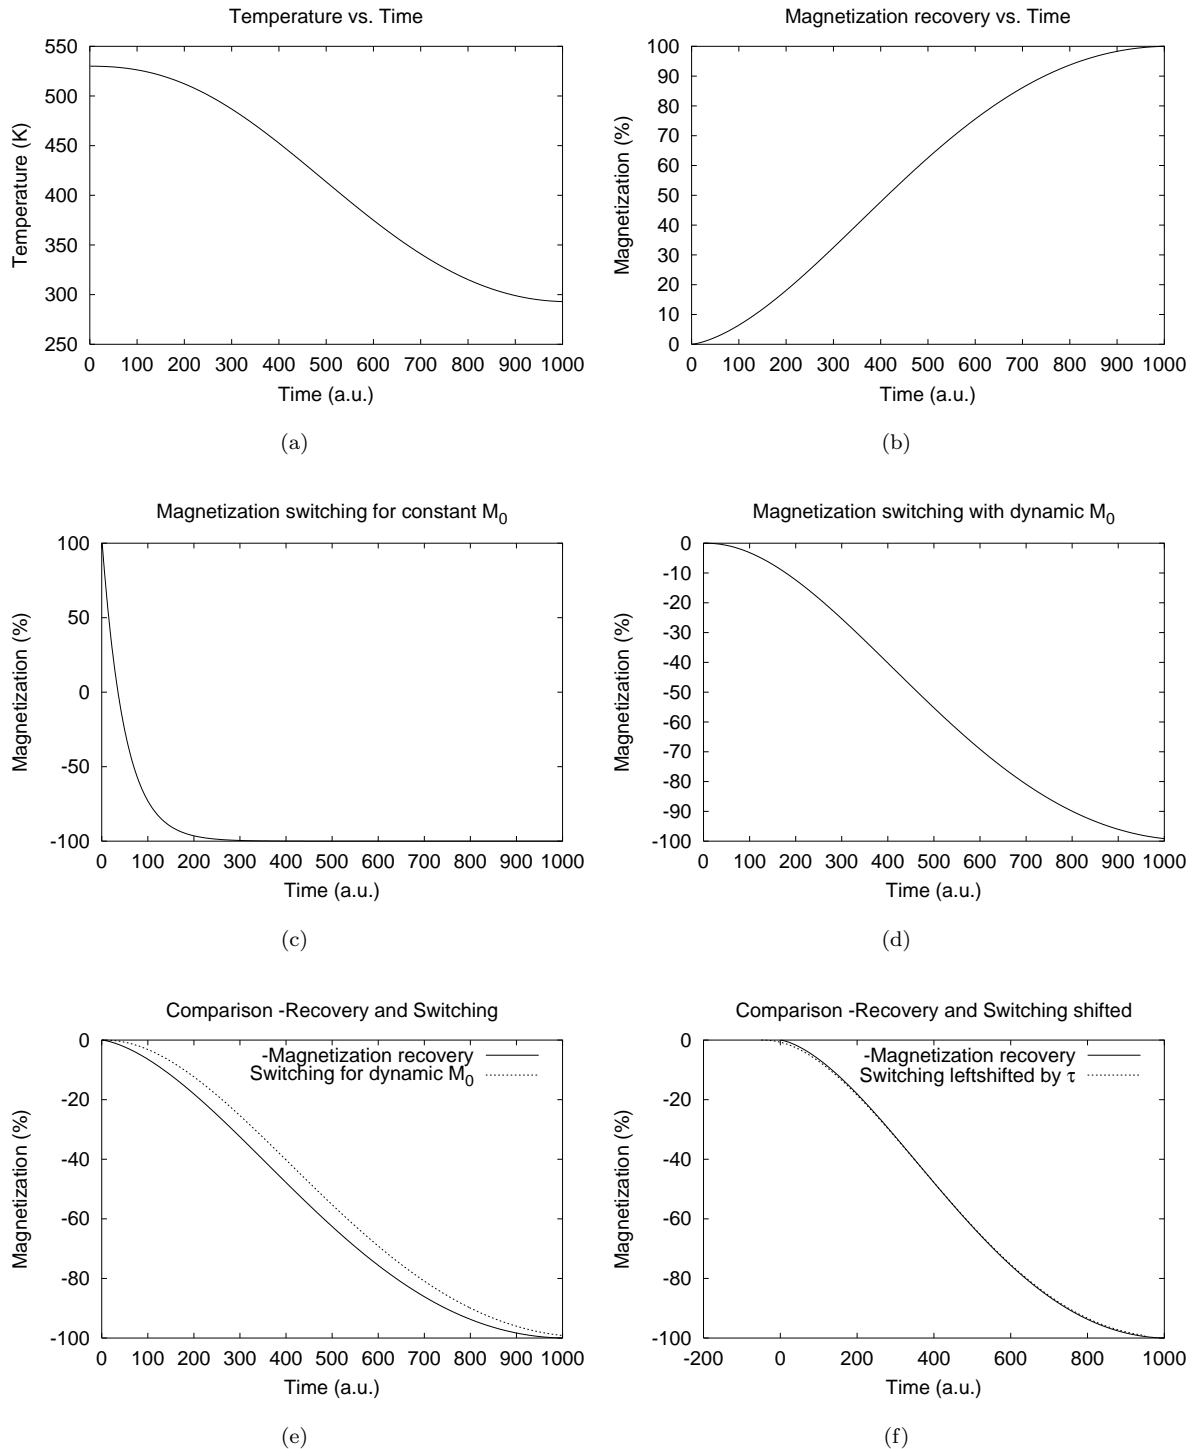 Temperature vs. Time
550
500
450
400
350
300
250
Temperature (K)
0 100 200 300 400 500 600 700 800 900 1000
Time (a.u.)
(a)
Magnetization recovery vs. Time
100
90
80
70
60
50
40
30
20
10
0
Magnetization (%)
0 100 200 300 400 500 600 700 800 900 1000
Time (a.u.)
(b)
Magnetization switching for constant M0
100
50
0
-50
-100
Magnetization (%)
0 100 200 300 400 500 600 700 800 900 1000
Time (a.u.)
(c)
Magnetization switching with dynamic M0
0
-10
-20
-30
-40
-50
-60
-70
-80
-90
-100
Magnetization (%)
0 100 200 300 400 500 600 700 800 900 1000
Time (a.u.)
(d)
Comparison -Recovery and Switching
-Magnetization recovery
Switching for dynamic M0
0
-20
-40
-60
-80
-100
Magnetization (%)
0 100 200 300 400 500 600 700 800 900 1000
Time (a.u.)
(e)
Comparison -Recovery and Switching shifted
-Magnetization recovery
Switching leftshifted by τ
0
-20
-40
-60
-80
-100
Magnetization (%)
-200 0 200 400 600 800 1000
Time (a.u.)
(f)